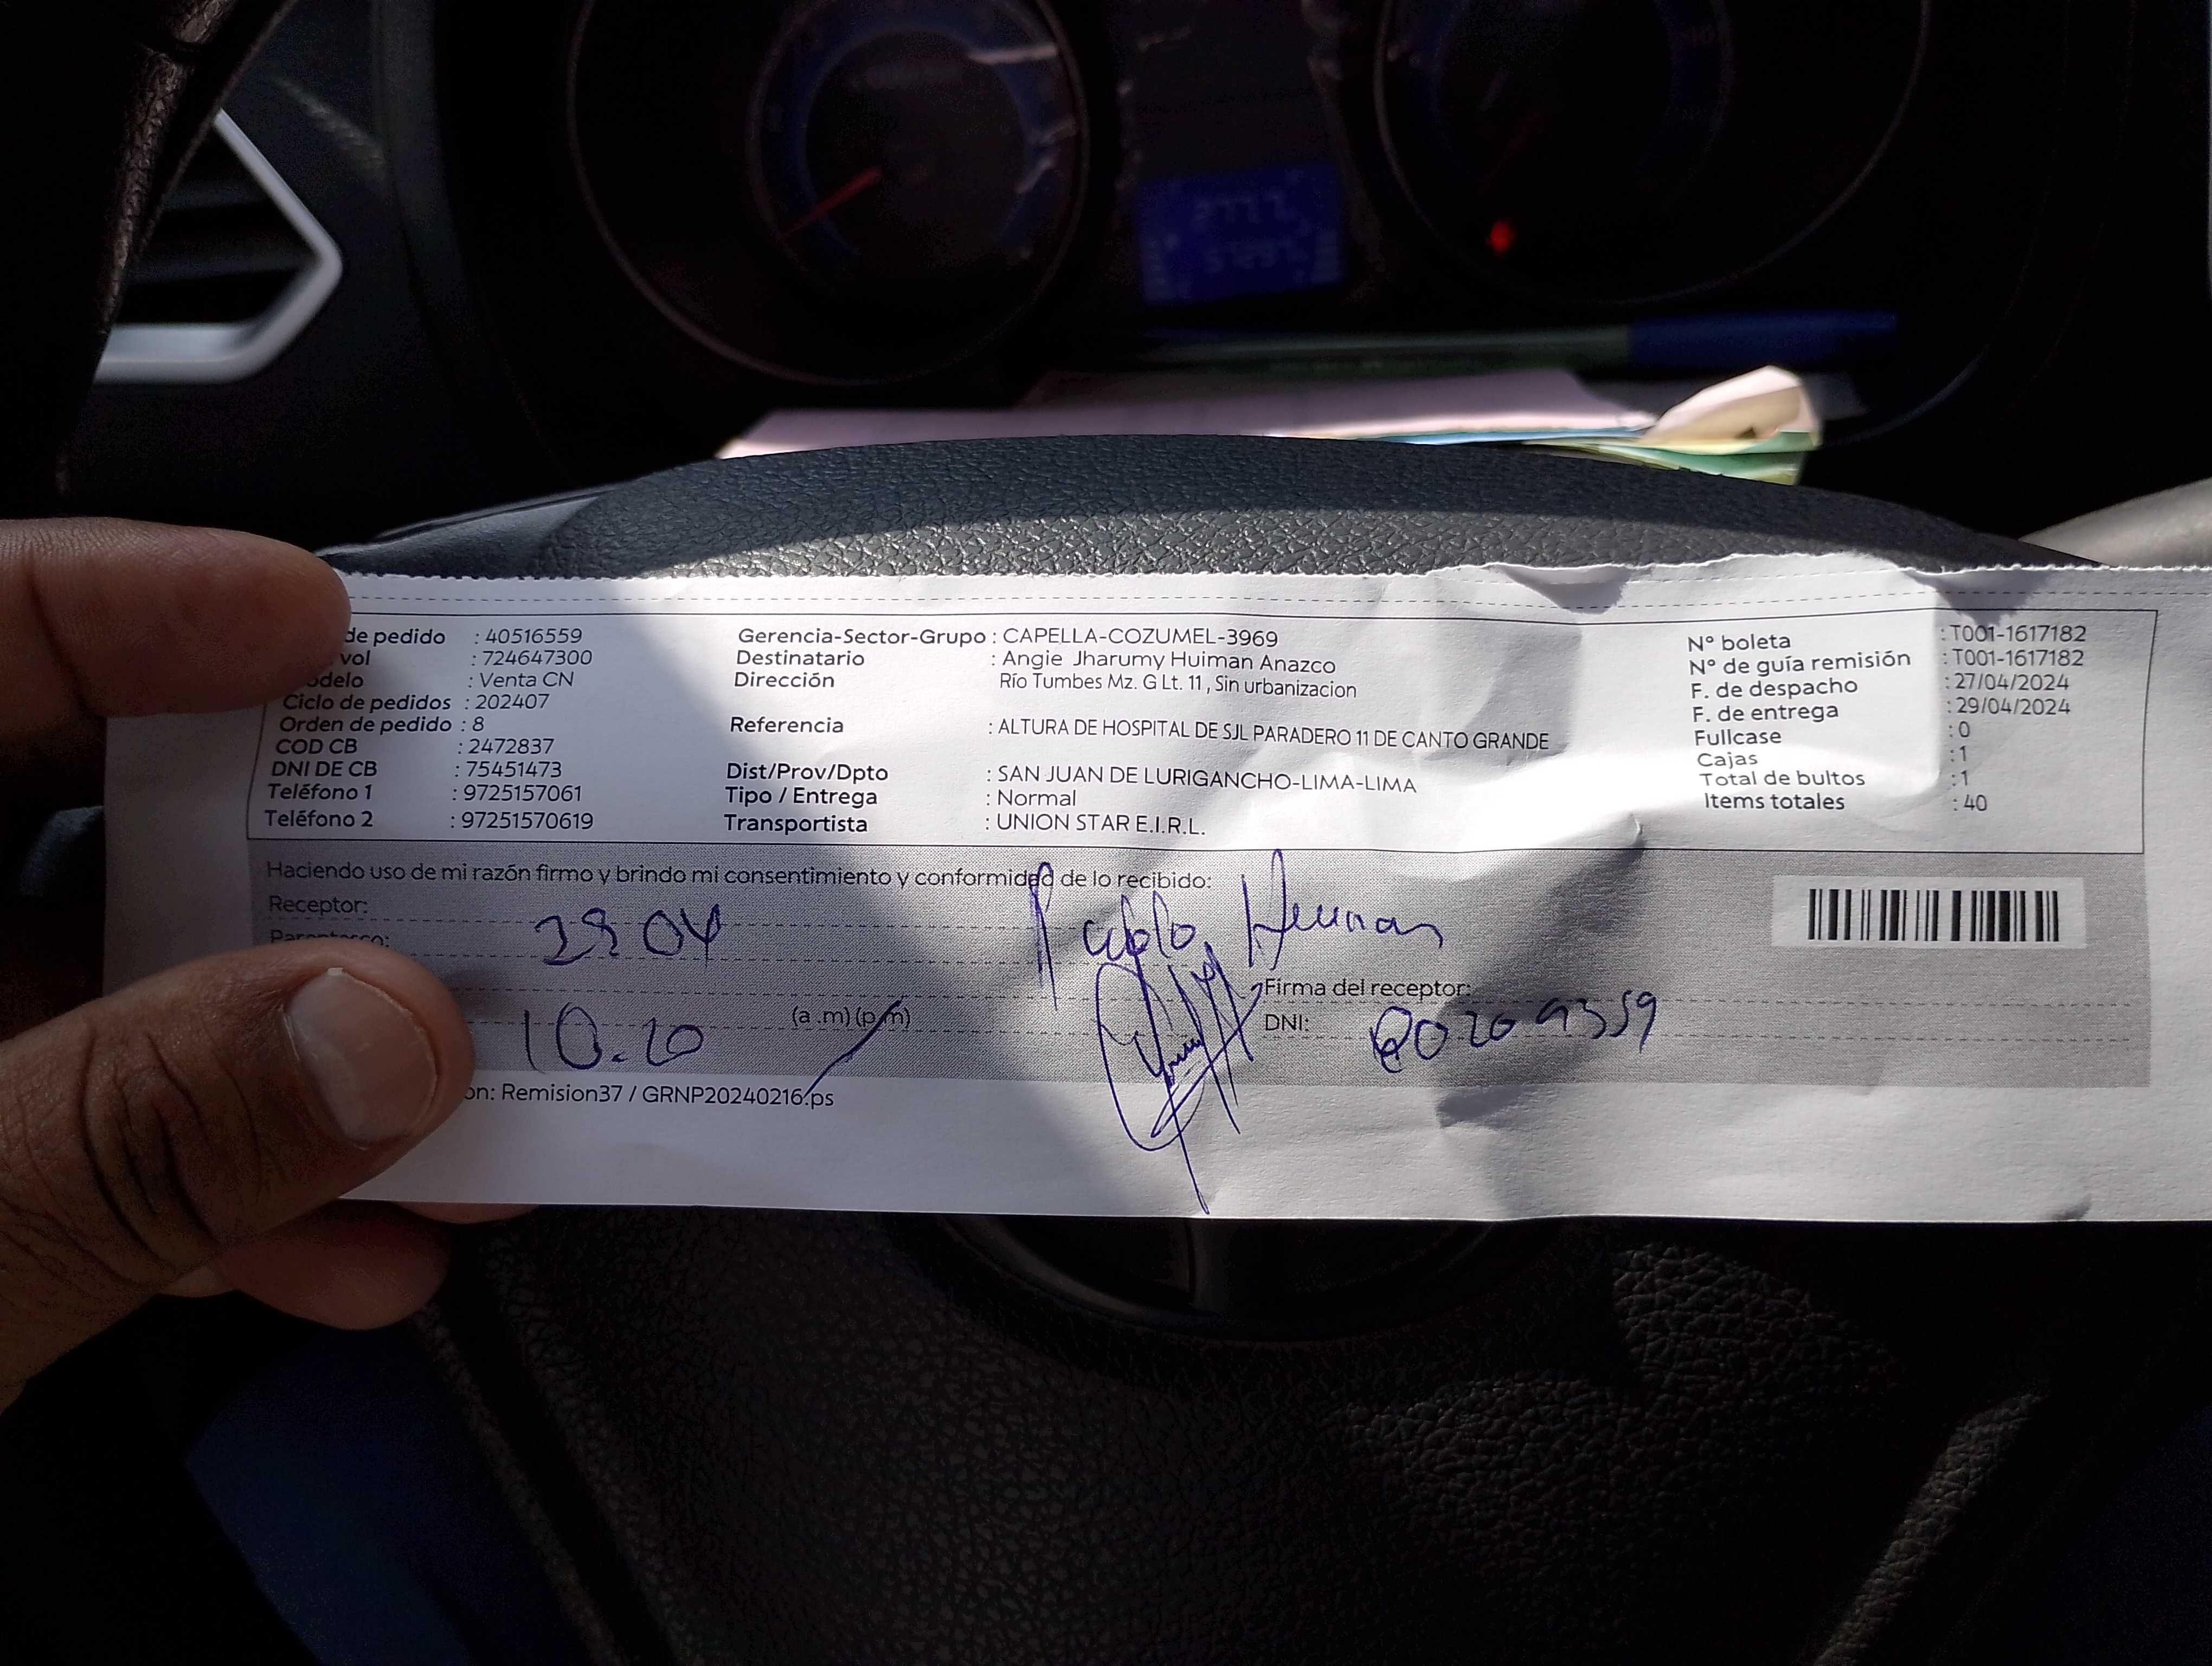 de pedido : 40516559
vol : 724647300
odelo : Venta CN
Ciclo de pedidos : 202407
Orden de pedido : 8
COD CB : 2472837
DNI DE CB : 75451473
Teléfono 1 : 9725157061
Teléfono 2 : 97251570619
Gerencia-Sector-Grupo : CAPELLA-COZUMEL-3969
Destinatario : Angie Jharumy Huiman Anazco
Dirección Río Tumbes Mz. G Lt. 11 , Sin urbanizacion
Referencia : ALTURA DE HOSPITAL DE SJL PARADERO 11 DE CANTO GRANDE
Dist/Prov/Dpto : SAN JUAN DE LURIGANCHO-LIMA-LIMA
Tipo / Entrega : Normal
Transportista : UNION STAR E.I.R.L.
Nº boleta : T001-1617182
Nº de guía remisión : T001-1617182
F. de despacho : 27/04/2024
F. de entrega : 29/04/2024
Fullcase : 0
Cajas : 1
Total de bultos : 1
Items totales : 40
Haciendo uso de mi razón firmo y brindo mi consentimiento y conformidad de lo recibido:
Receptor: Pablo
Parentesco: 29 04
Firma del receptor:
10.20 (a .m) (p.m) DNI: 80209359
on: Remision37 / GRNP20240216.ps